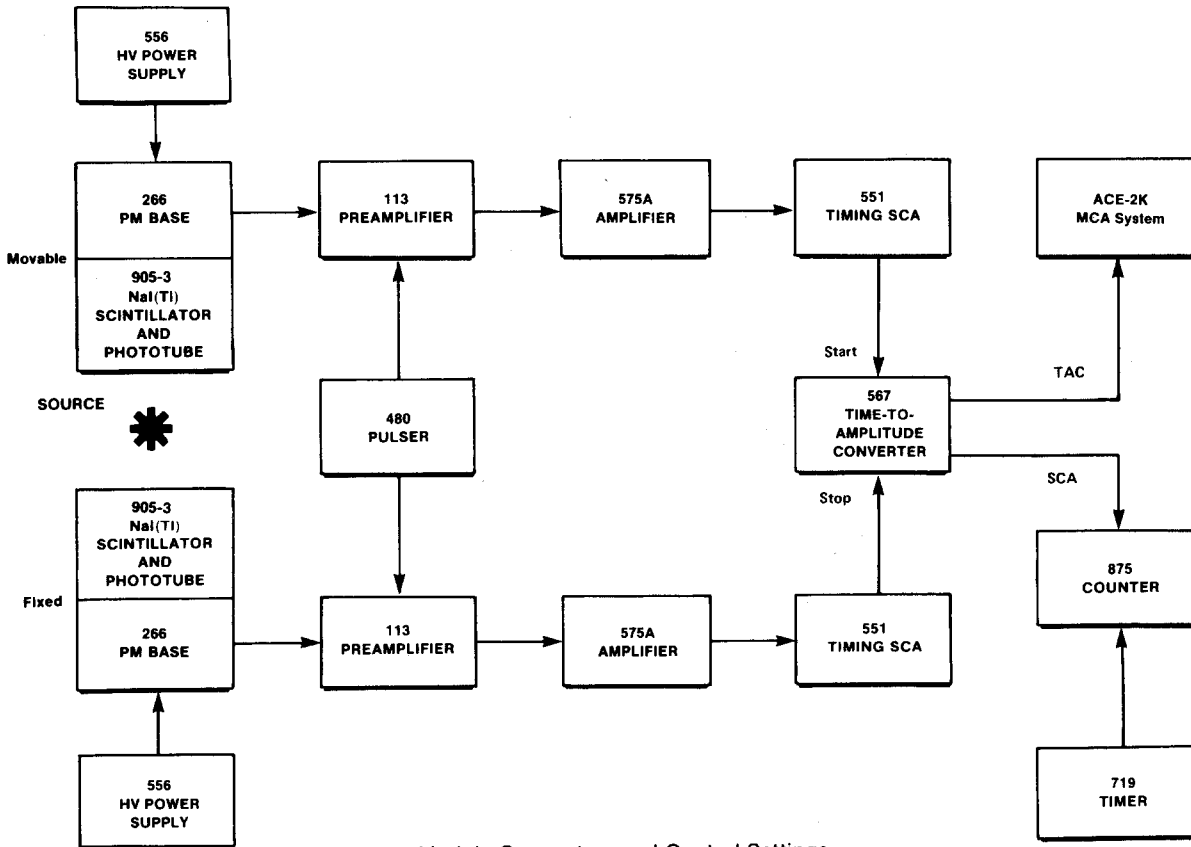 556
HV POWER
SUPPLY
266
PM BASE
Movable
905-3
NaI(Tl)
SCINTILLATOR
AND
PHOTOTUBE
113
PREAMPLIFIER
575A
AMPLIFIER
551
TIMING SCA
ACE-2K
MCA System
Start
TAC
SOURCE
480
PULSER
567
TIME-TO-
AMPLITUDE
CONVERTER
SCA
Stop
905-3
NaI(Tl)
SCINTILLATOR
AND
PHOTOTUBE
Fixed
266
PM BASE
113
PREAMPLIFIER
575A
AMPLIFIER
551
TIMING SCA
875
COUNTER
556
HV POWER
SUPPLY
719
TIMER